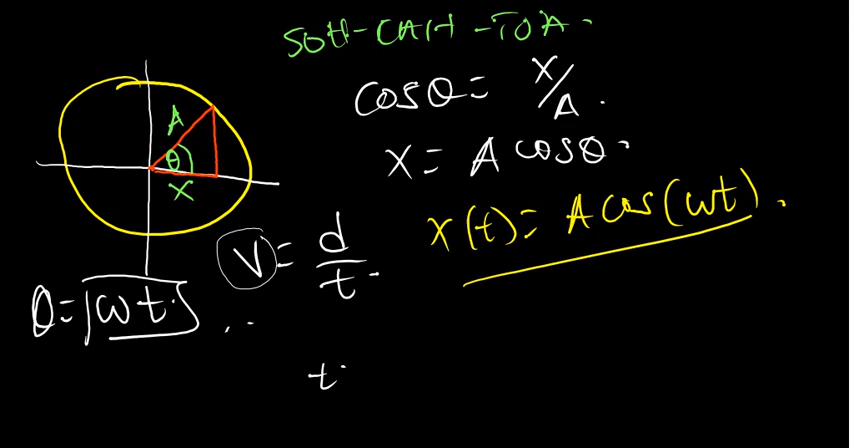 SOH-CAH-TOA.
cosθ = x/A.
x = A cosθ.
x(t) = A cos(ωt).
A
θ
x
v = d/t.
θ = ωt.
t.